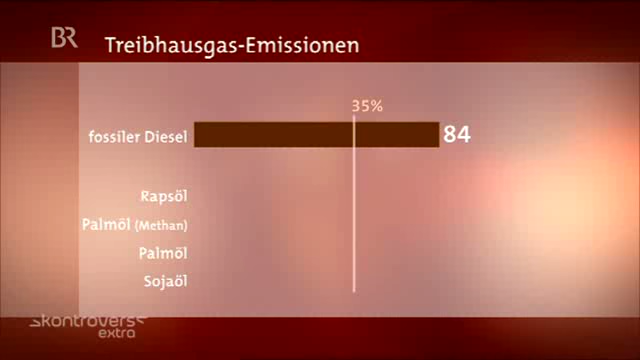 BR
Treibhausgas-Emissionen
35%
fossiler Diesel 84
Rapsöl
Palmöl (Methan)
Palmöl
Sojaöl
kontrovers
extra